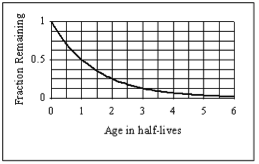 Fraction Remaining
1
0.5
0
0 1 2 3 4 5 6
Age in half-lives